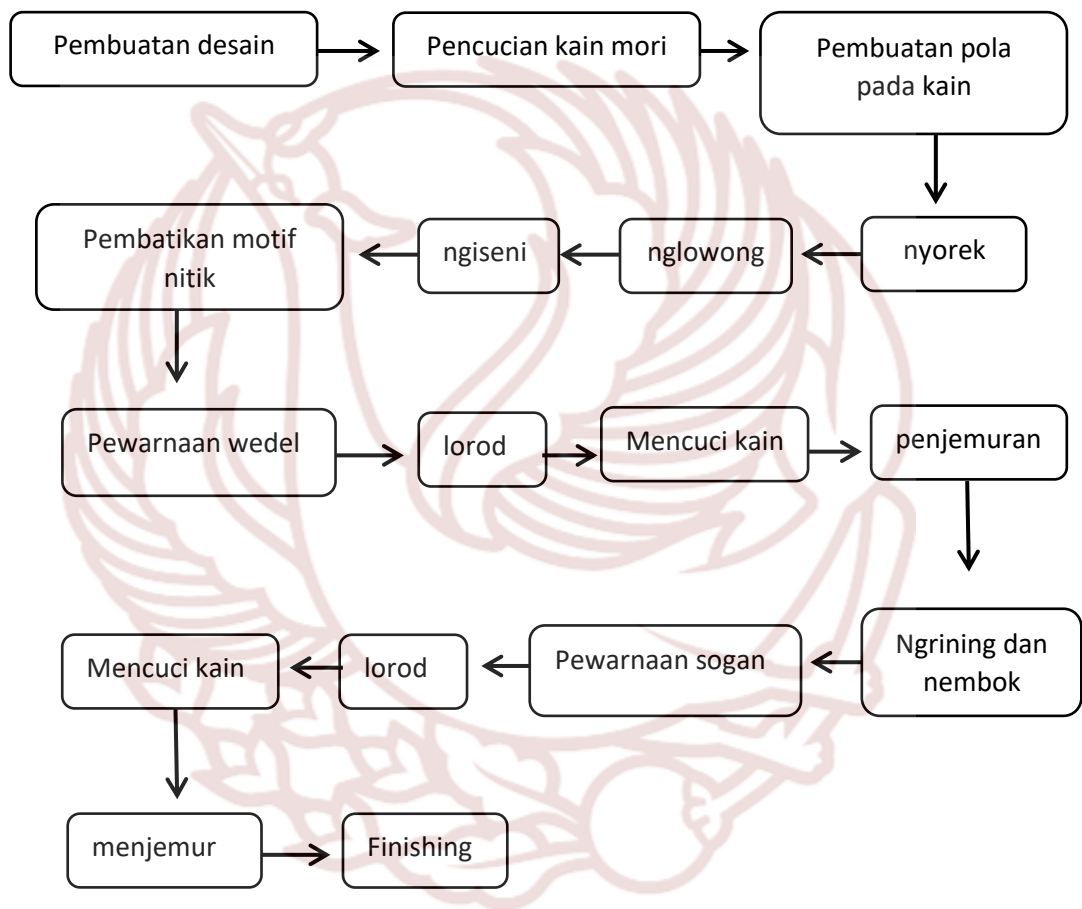 Pembuatan desain
Pencucian kain mori
Pembuatan pola
pada kain
nyorek
nglowong
ngiseni
Pembatikan motif
nitik
Pewarnaan wedel
lorod
Mencuci kain
penjemuran
Ngrining dan
nembok
Pewarnaan sogan
lorod
Mencuci kain
menjemur
Finishing